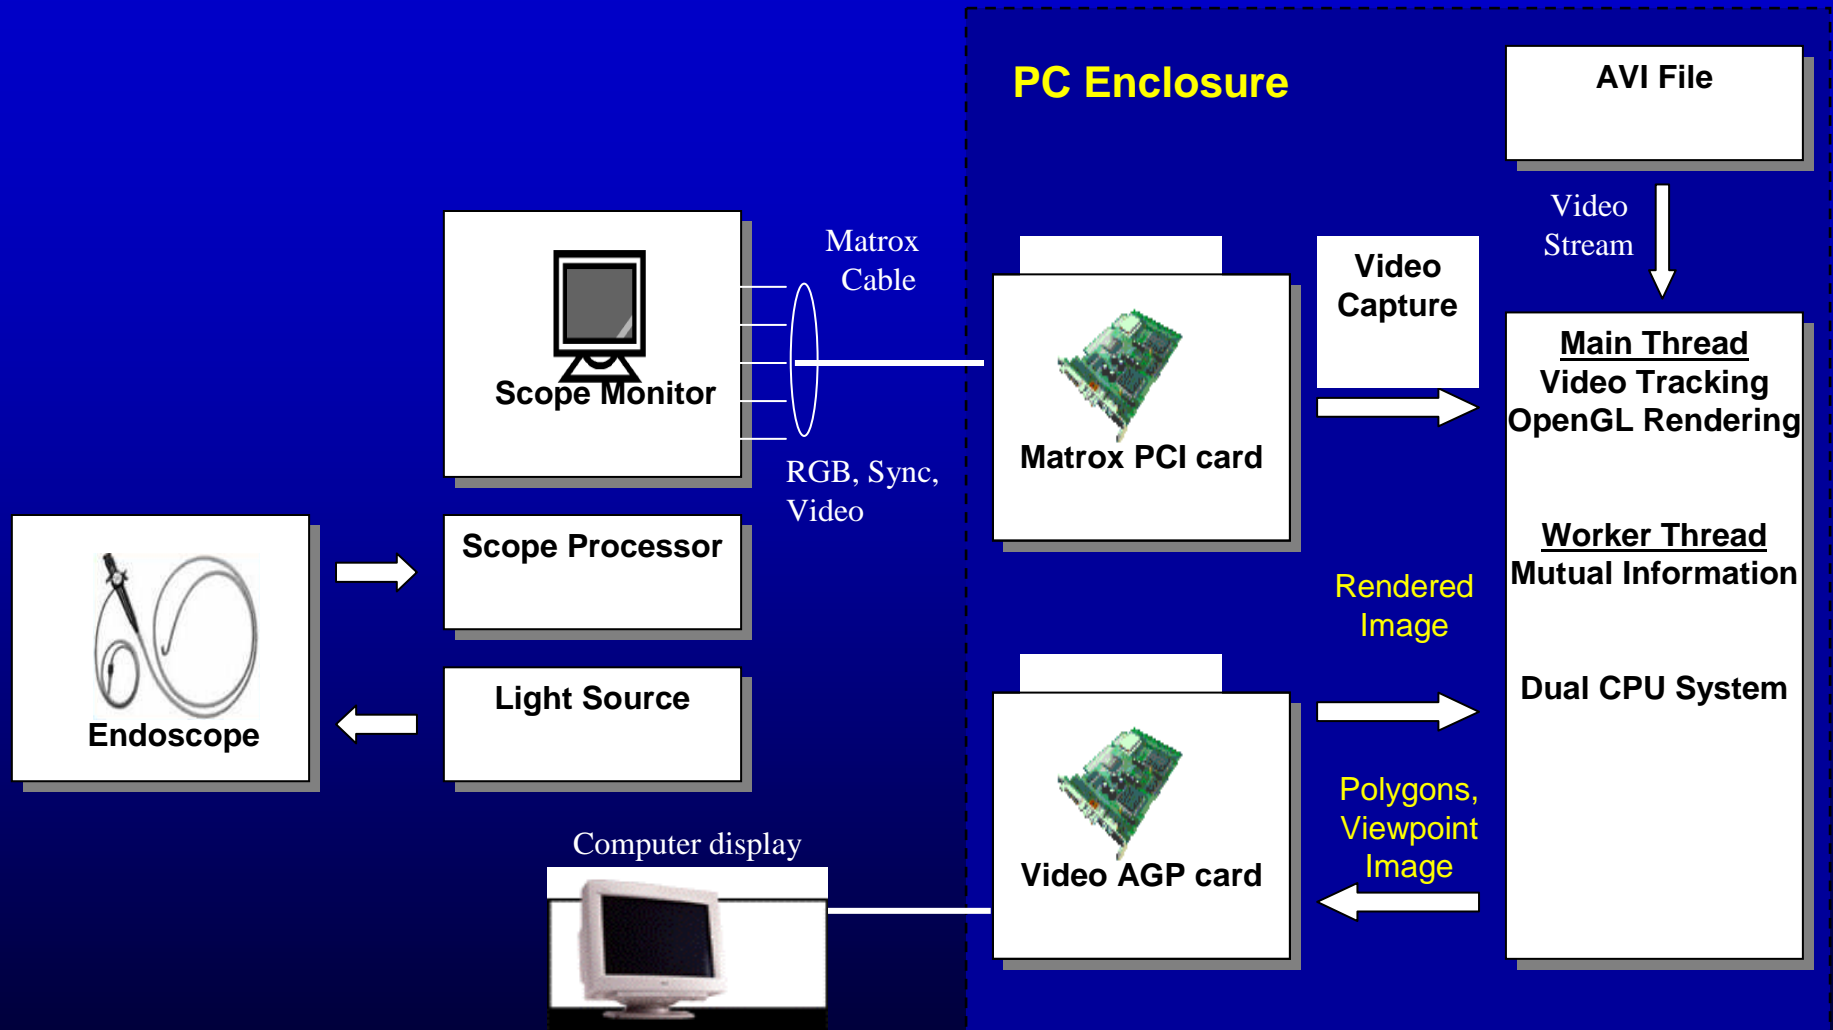 PC Enclosure
AVI File
Video
Stream
Matrox
Cable
Scope Monitor
RGB, Sync,
Video
Matrox PCI card
Video
Capture
Main Thread
Video Tracking
OpenGL Rendering
Worker Thread
Mutual Information
Dual CPU System
Endoscope
Scope Processor
Light Source
Rendered
Image
Polygons,
Viewpoint
Image
Video AGP card
Computer display